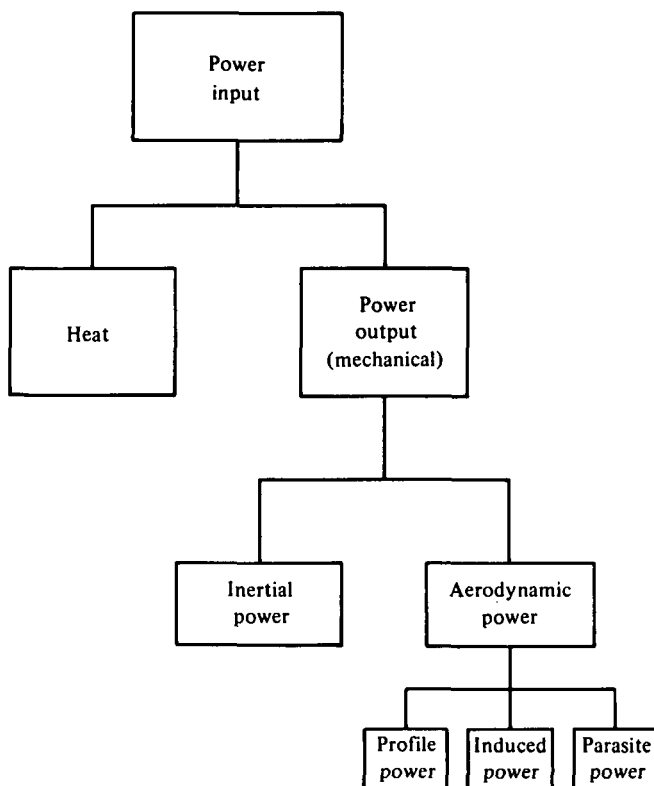 Power
input
Heat
Power
output
(mechanical)
Inertial
power
Aerodynamic
power
Profile
power
Induced
power
Parasite
power